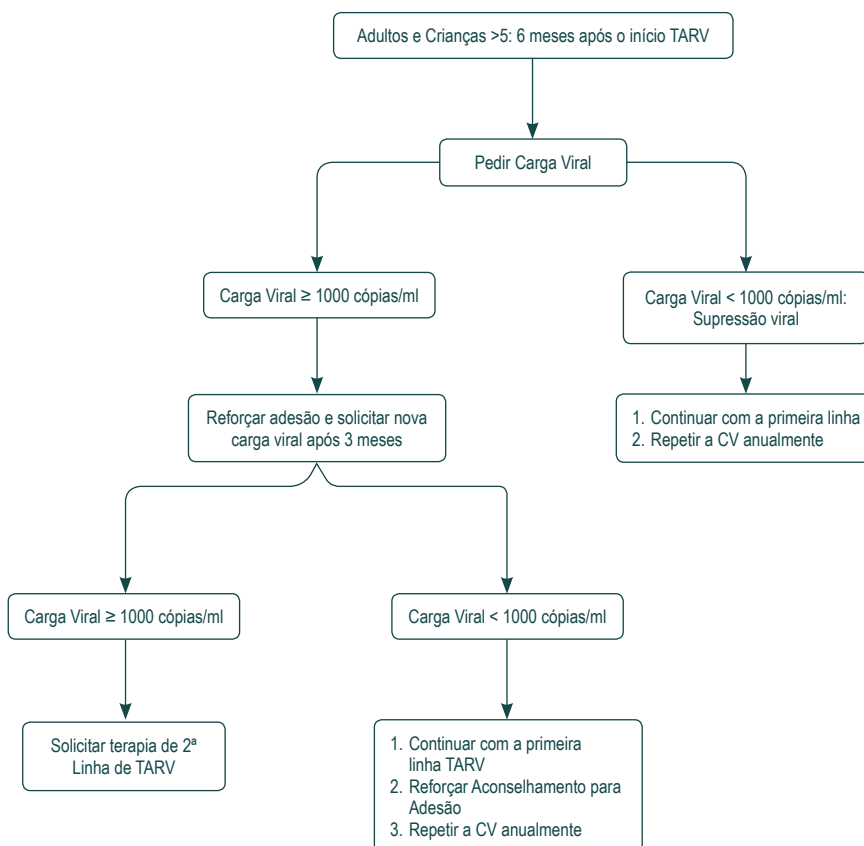 Adultos e Crianças >5: 6 meses após o início TARV
Pedir Carga Viral
Carga Viral ≥ 1000 cópias/ml
Carga Viral < 1000 cópias/ml:
Supressão viral
Reforçar adesão e solicitar nova
carga viral após 3 meses
1. Continuar com a primeira linha
2. Repetir a CV anualmente
Carga Viral ≥ 1000 cópias/ml
Carga Viral < 1000 cópias/ml
Solicitar terapia de 2ª
Linha de TARV
1. Continuar com a primeira
linha TARV
2. Reforçar Aconselhamento para
Adesão
3. Repetir a CV anualmente